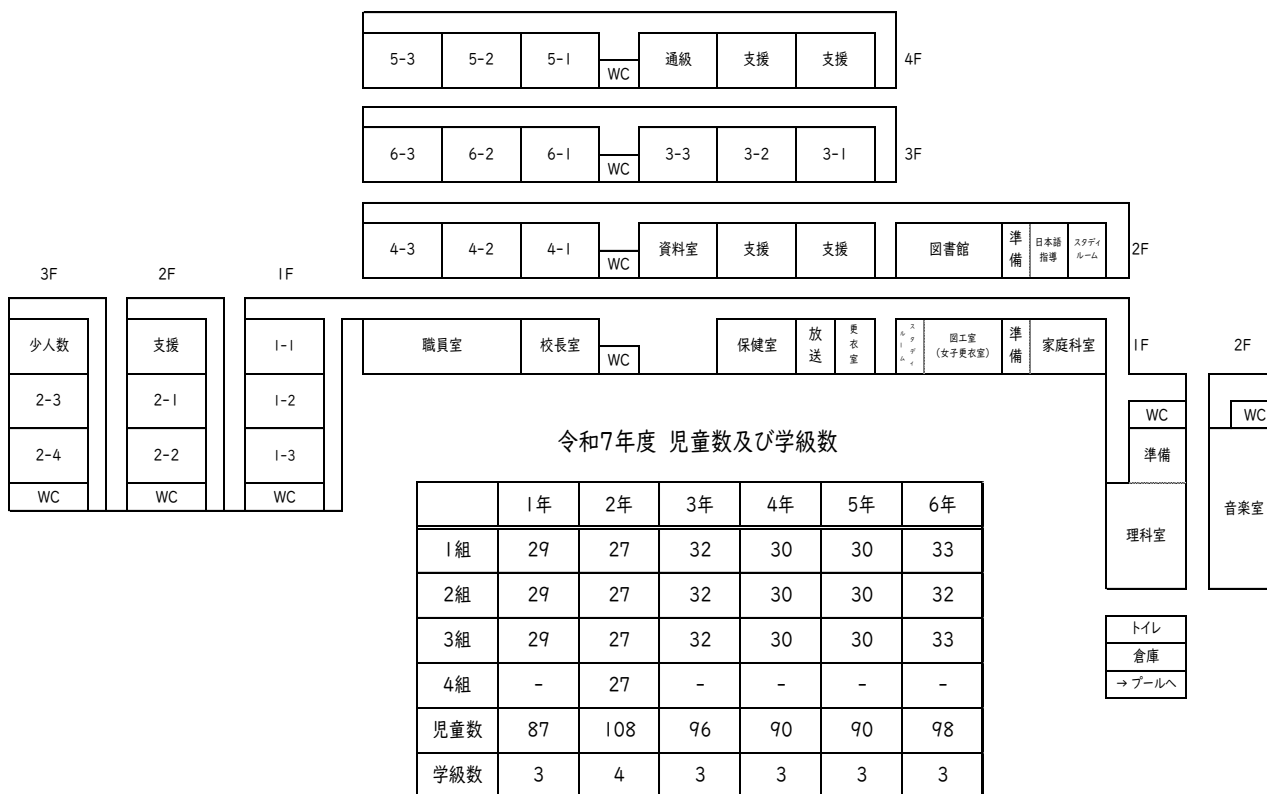 5-3 5-2 5-1 WC 通級 支援 支援 4F
6-3 6-2 6-1 WC 3-3 3-2 3-1 3F
4-3 4-2 4-1 WC 資料室 支援 支援 図書館 準備 日本語指導 スタディルーム 2F
3F 2F 1F
少人数 支援 1-1 職員室 校長室 WC 保健室 放送 更衣室 スタディルーム 図工室(女子更衣室) 準備 家庭科室 1F 2F
2-3 2-1 1-2
2-4 2-2 1-3
WC WC WC
WC WC
準備
理科室 音楽室
トイレ
倉庫
→プールへ
令和7年度 児童数及び学級数
1年 2年 3年 4年 5年 6年
1組 29 27 32 30 30 33
2組 29 27 32 30 30 32
3組 29 27 32 30 30 33
4組 - 27 - - - -
児童数 87 108 96 90 90 98
学級数 3 4 3 3 3 3